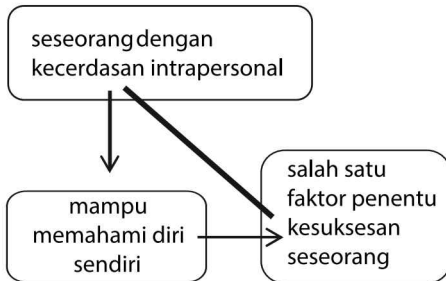 seseorang dengan
kecerdasan intrapersonal
mampu
memahami diri
sendiri
salah satu
faktor penentu
kesuksesan
seseorang